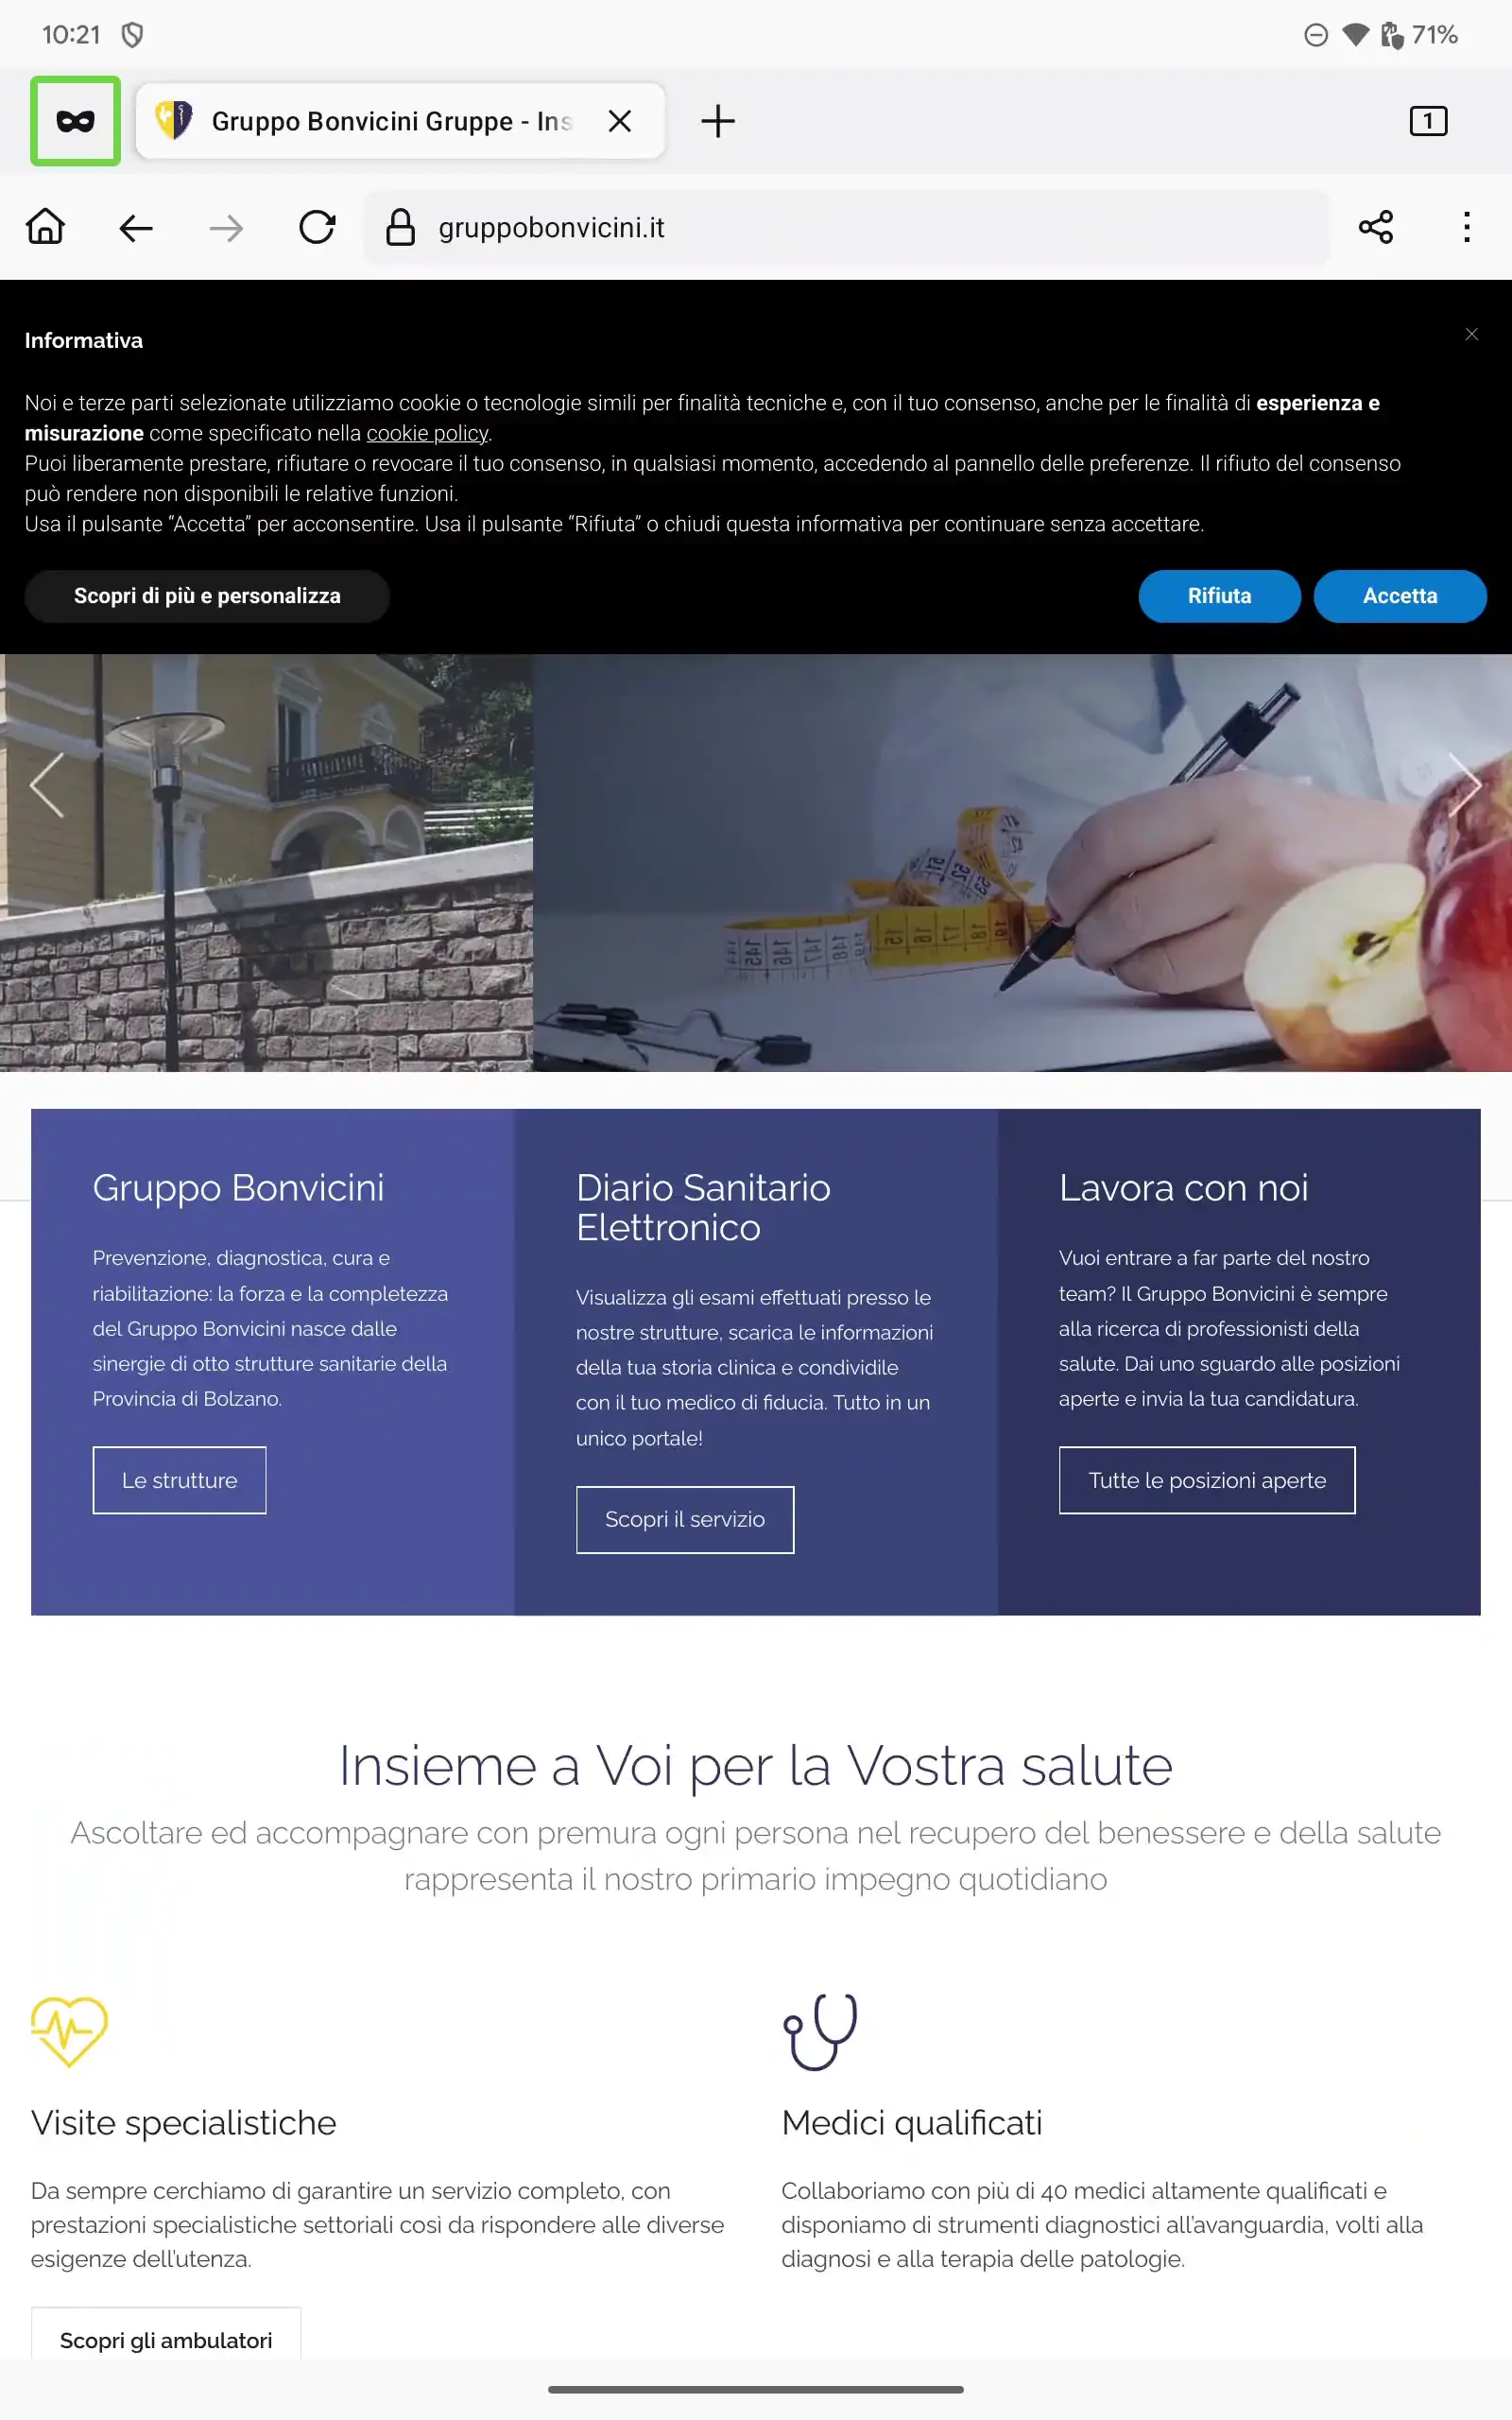 10:21
71%
Gruppo Bonvicini Gruppe - Ins
1
gruppobonvicini.it
Informativa
Noi e terze parti selezionate utilizziamo cookie o tecnologie simili per finalità tecniche e, con il tuo consenso, anche per le finalità di esperienza e
misurazione come specificato nella cookie policy.
Puoi liberamente prestare, rifiutare o revocare il tuo consenso, in qualsiasi momento, accedendo al pannello delle preferenze. Il rifiuto del consenso
può rendere non disponibili le relative funzioni.
Usa il pulsante “Accetta” per acconsentire. Usa il pulsante “Rifiuta” o chiudi questa informativa per continuare senza accettare.
Scopri di più e personalizza
Rifiuta
Accetta
Gruppo Bonvicini
Prevenzione, diagnostica, cura e
riabilitazione: la forza e la completezza
del Gruppo Bonvicini nasce dalle
sinergie di otto strutture sanitarie della
Provincia di Bolzano.
Le strutture
Diario Sanitario
Elettronico
Visualizza gli esami effettuati presso le
nostre strutture, scarica le informazioni
della tua storia clinica e condividile
con il tuo medico di fiducia. Tutto in un
unico portale!
Scopri il servizio
Lavora con noi
Vuoi entrare a far parte del nostro
team? Il Gruppo Bonvicini è sempre
alla ricerca di professionisti della
salute. Dai uno sguardo alle posizioni
aperte e invia la tua candidatura.
Tutte le posizioni aperte
Insieme a Voi per la Vostra salute
Ascoltare ed accompagnare con premura ogni persona nel recupero del benessere e della salute
rappresenta il nostro primario impegno quotidiano
Visite specialistiche
Da sempre cerchiamo di garantire un servizio completo, con
prestazioni specialistiche settoriali così da rispondere alle diverse
esigenze dell'utenza.
Scopri gli ambulatori
Medici qualificati
Collaboriamo con più di 40 medici altamente qualificati e
disponiamo di strumenti diagnostici all'avanguardia, volti alla
diagnosi e alla terapia delle patologie.